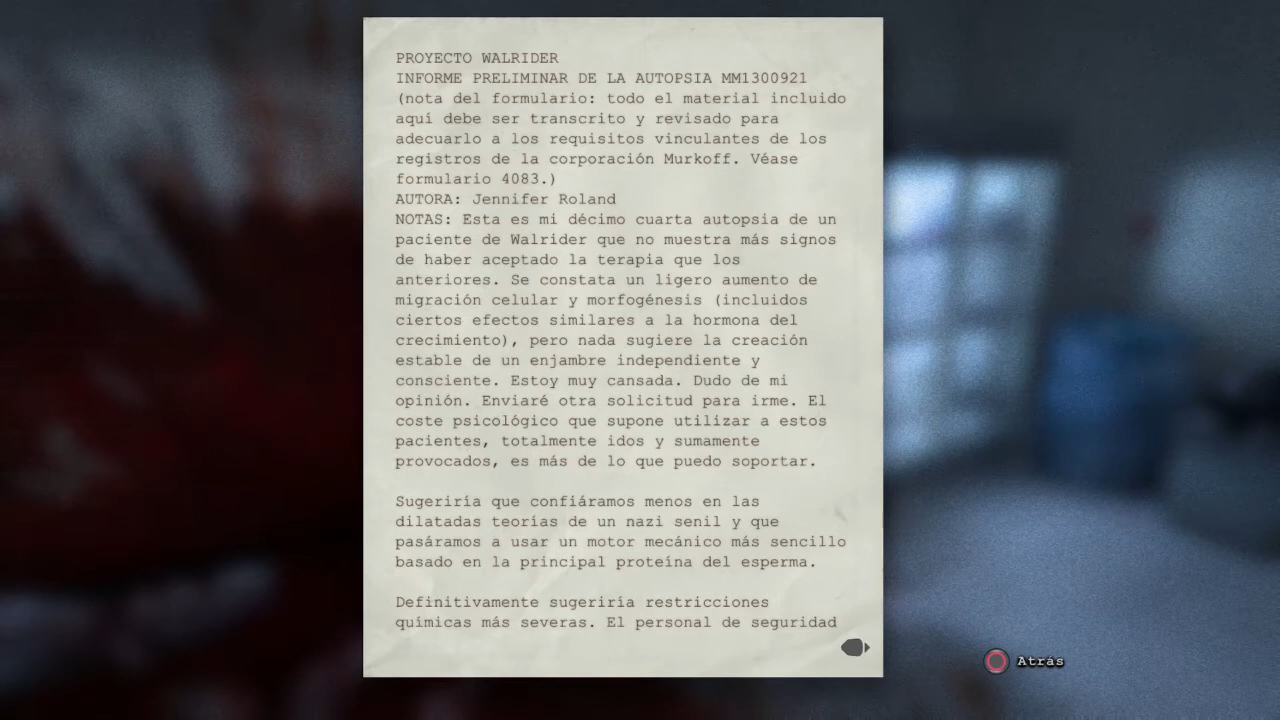 PROYECTO WALRIDER
INFORME PRELIMINAR DE LA AUTOPSIA MM1300921
(nota del formulario: todo el material incluido
aquí debe ser transcrito y revisado para
adecuarlo a los requisitos vinculantes de los
registros de la corporación Murkoff. Véase
formulario 4083.)
AUTORA: Jennifer Roland
NOTAS: Esta es mi décimo cuarta autopsia de un
paciente de Walrider que no muestra más signos
de haber aceptado la terapia que los
anteriores. Se constata un ligero aumento de
migración celular y morfogénesis (incluidos
ciertos efectos similares a la hormona del
crecimiento), pero nada sugiere la creación
estable de un enjambre independiente y
consciente. Estoy muy cansada. Dudo de mi
opinión. Enviaré otra solicitud para irme. El
coste psicológico que supone utilizar a estos
pacientes, totalmente idos y sumamente
provocados, es más de lo que puedo soportar.
Sugeriría que confiáramos menos en las
dilatadas teorías de un nazi senil y que
pasáramos a usar un motor mecánico más sencillo
basado en la principal proteína del esperma.
Definitivamente sugeriría restricciones
químicas más severas. El personal de seguridad
Atrás